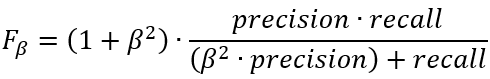 F_β = (1 + β²) · (precision · recall) / ((β² · precision) + recall)